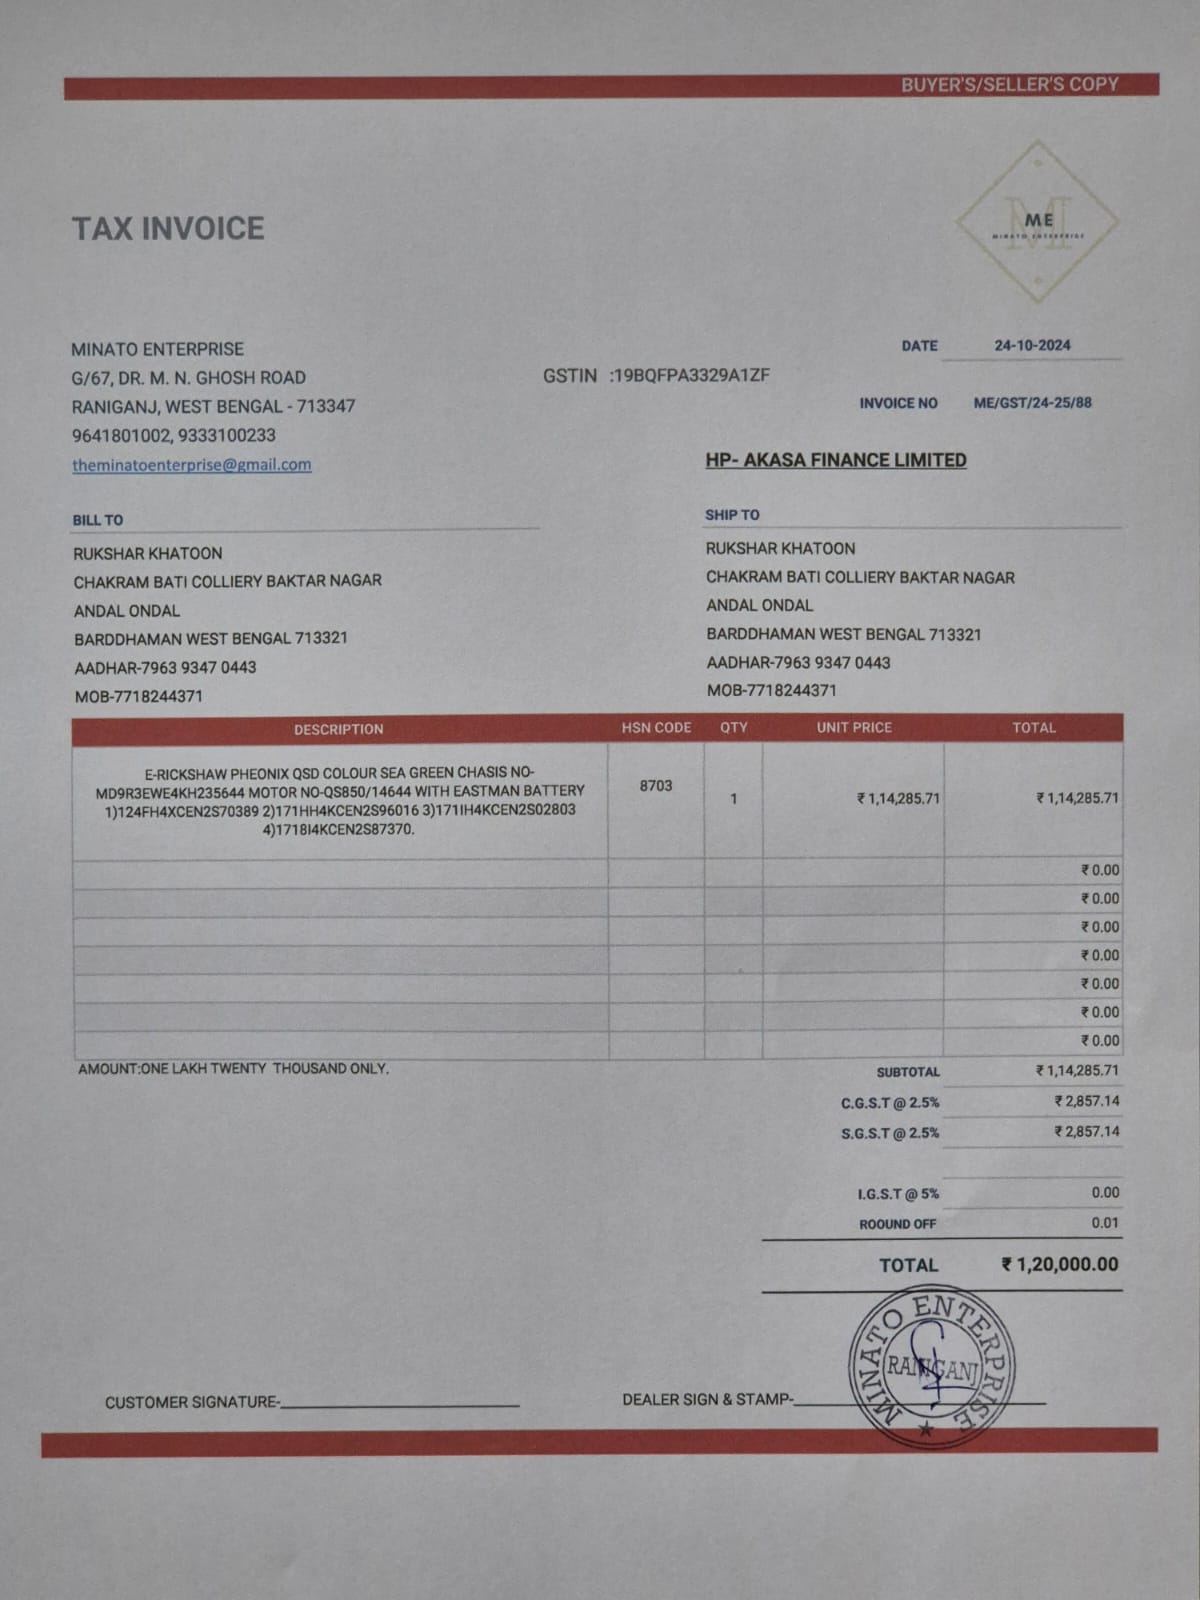 BUYER'S/SELLER'S COPY
TAX INVOICE
ME
MINATO ENTERPRISE
MINATO ENTERPRISE
G/67, DR. M. N. GHOSH ROAD
RANIGANJ, WEST BENGAL - 713347
9641801002, 9333100233
theminatoenterprise@gmail.com
GSTIN :19BQFPA3329A1ZF
DATE 24-10-2024
INVOICE NO ME/GST/24-25/88
HP- AKASA FINANCE LIMITED
BILL TO
RUKSHAR KHATOON
CHAKRAM BATI COLLIERY BAKTAR NAGAR
ANDAL ONDAL
BARDDHAMAN WEST BENGAL 713321
AADHAR-7963 9347 0443
MOB-7718244371
SHIP TO
RUKSHAR KHATOON
CHAKRAM BATI COLLIERY BAKTAR NAGAR
ANDAL ONDAL
BARDDHAMAN WEST BENGAL 713321
AADHAR-7963 9347 0443
MOB-7718244371
DESCRIPTION HSN CODE QTY UNIT PRICE TOTAL
E-RICKSHAW PHEONIX QSD COLOUR SEA GREEN CHASIS NO-
MD9R3EWE4KH235644 MOTOR NO-QS850/14644 WITH EASTMAN BATTERY
1)124FH4XCEN2S70389 2)171HH4KCEN2S96016 3)171IH4KCEN2S02803
4)1718I4KCEN2S87370.
8703 1 ₹ 1,14,285.71 ₹ 1,14,285.71
₹ 0.00
₹ 0.00
₹ 0.00
₹ 0.00
₹ 0.00
₹ 0.00
₹ 0.00
AMOUNT:ONE LAKH TWENTY THOUSAND ONLY.
SUBTOTAL ₹ 1,14,285.71
C.G.S.T @ 2.5% ₹ 2,857.14
S.G.S.T @ 2.5% ₹ 2,857.14
I.G.S.T @ 5% 0.00
ROOUND OFF 0.01
TOTAL ₹ 1,20,000.00
MINATO ENTERPRISE
RANIGANJ
CUSTOMER SIGNATURE-
DEALER SIGN & STAMP-